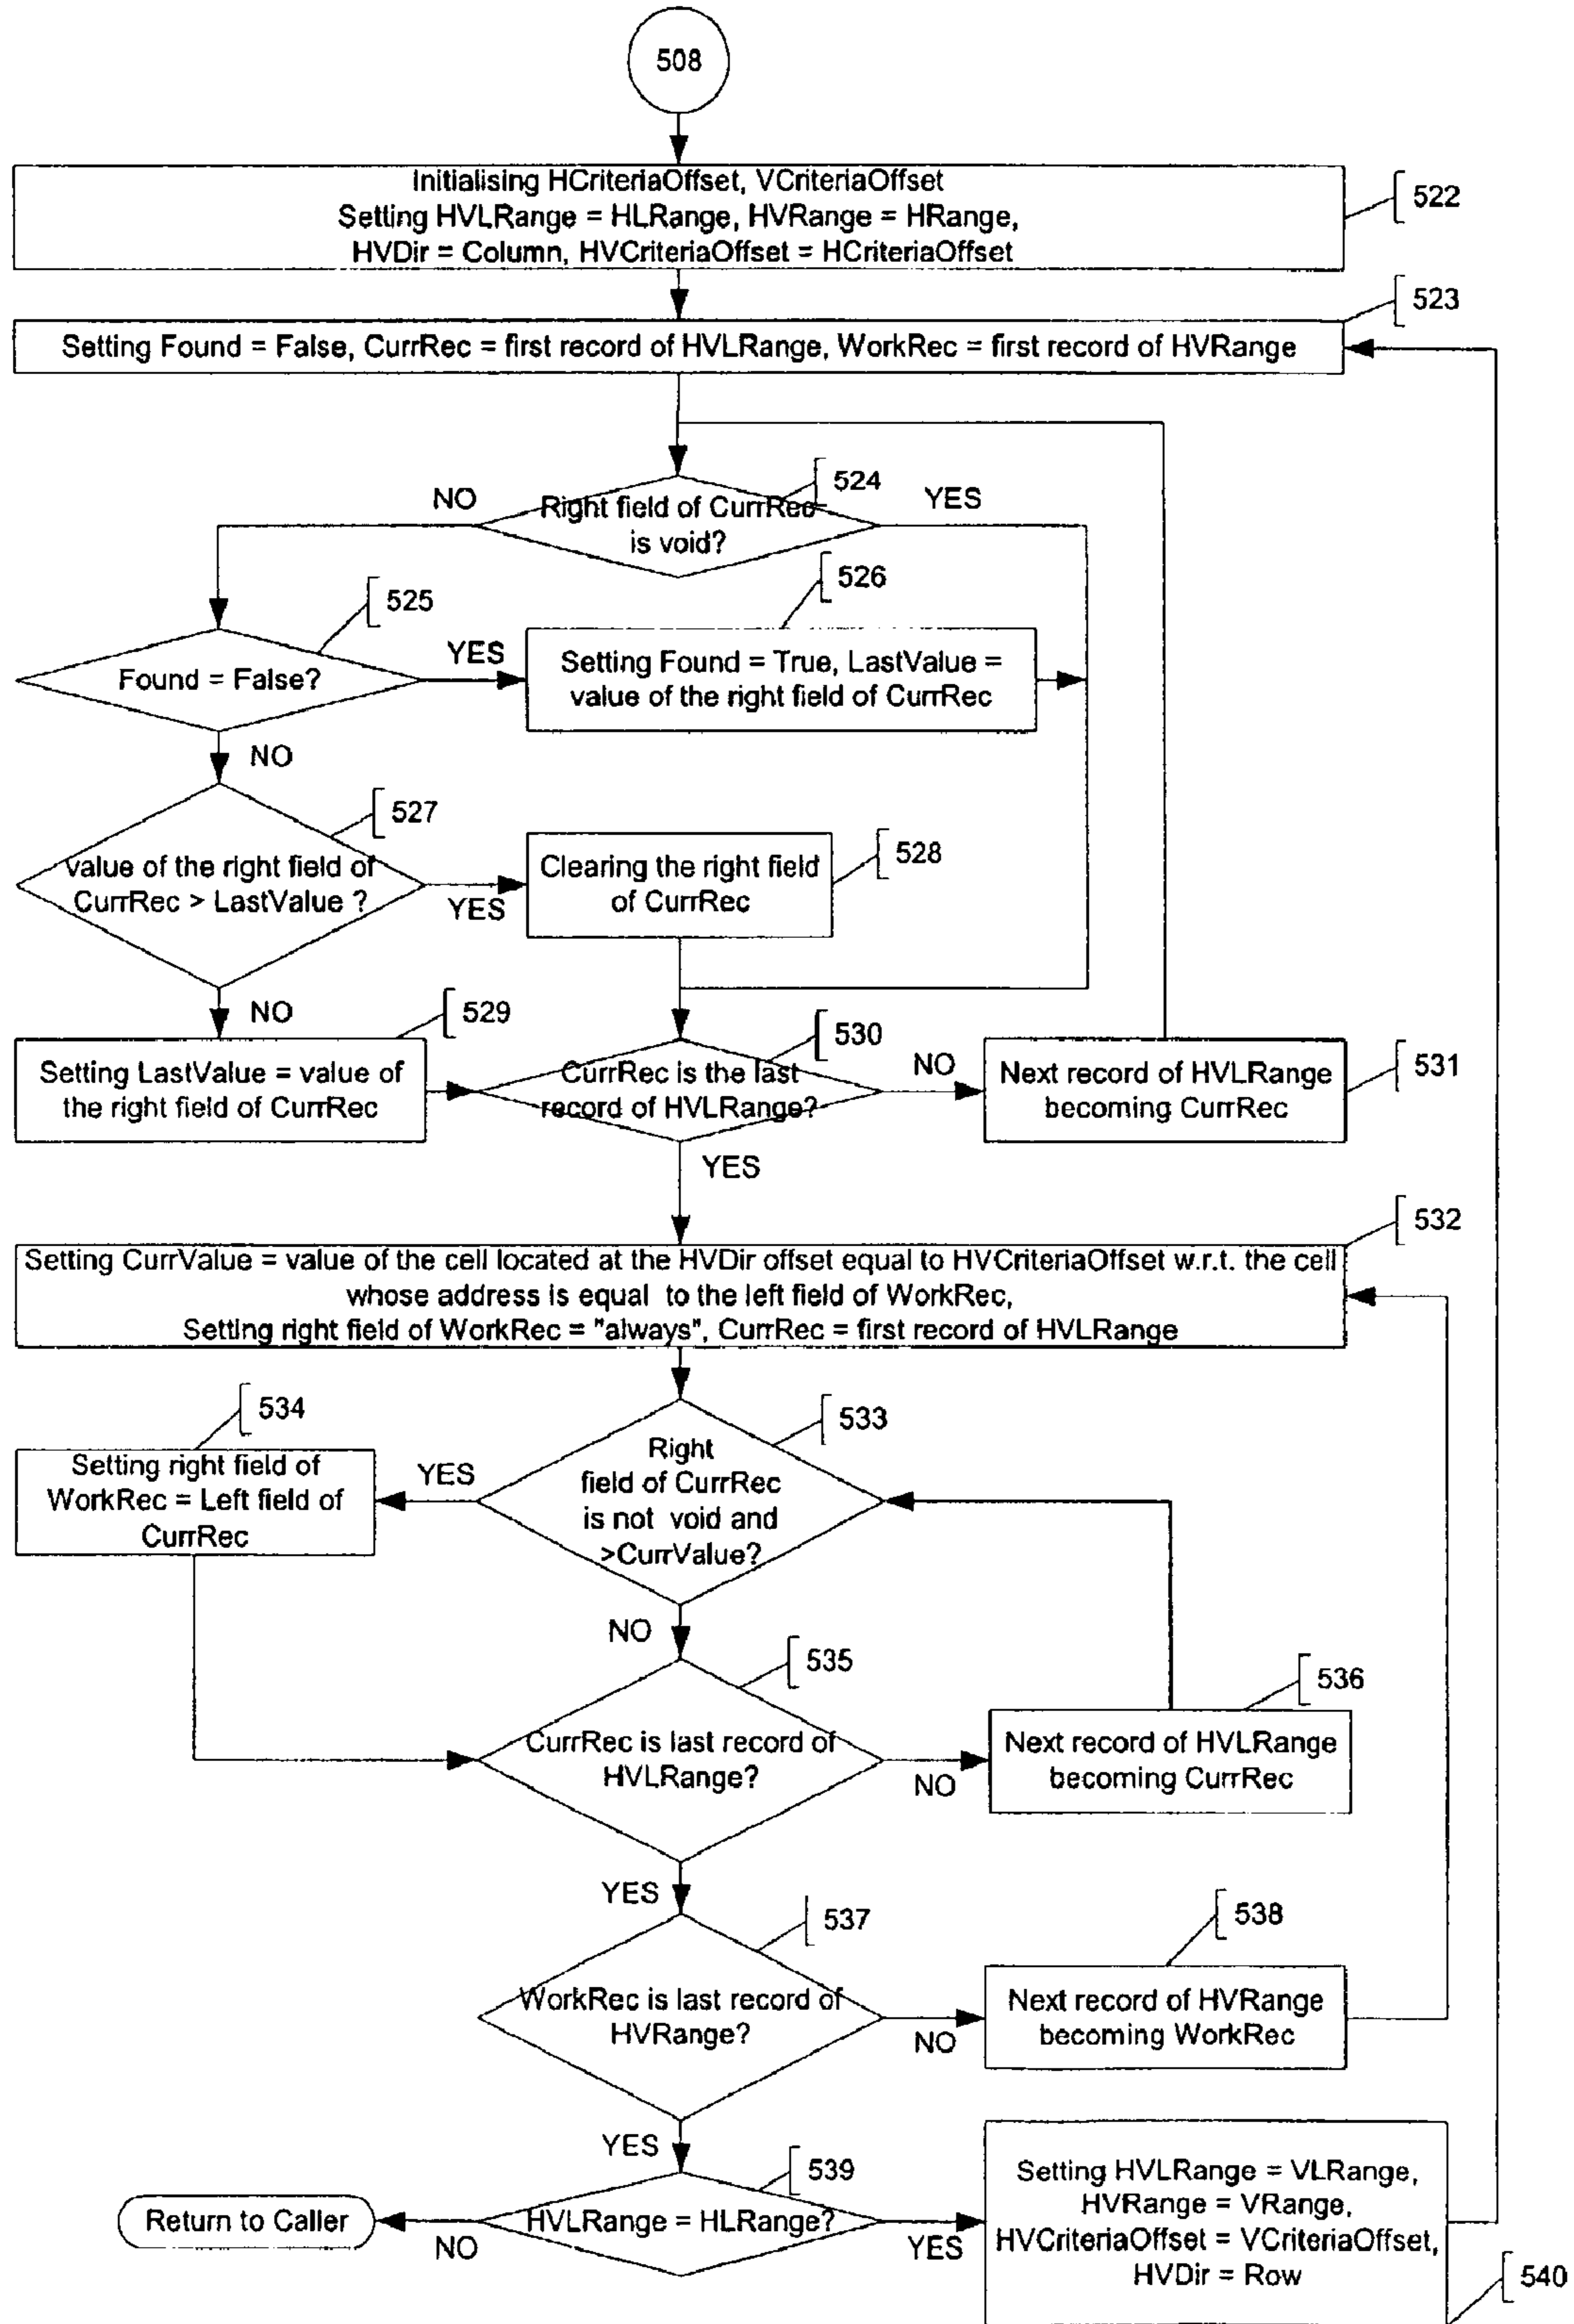 508
Initialising HCriteriaOffset, VCriteriaOffset
Setting HVLRange = HLRange, HVRange = HRange,
HVDir = Column, HVCriteriaOffset = HCriteriaOffset
522
523
Setting Found = False, CurrRec = first record of HVLRange, WorkRec = first record of HVRange
524
NO
YES
Right field of CurrRec
is void?
525
526
Found = False?
YES
Setting Found = True, LastValue =
value of the right field of CurrRec
NO
527
value of the right field of
CurrRec > LastValue ?
YES
Clearing the right field
of CurrRec
528
NO
529
530
Setting LastValue = value of
the right field of CurrRec
CurrRec is the last
record of HVLRange?
NO
Next record of HVLRange
becoming CurrRec
531
YES
532
Setting CurrValue = value of the cell located at the HVDir offset equal to HVCriteriaOffset w.r.t. the cell
whose address is equal to the left field of WorkRec,
Setting right field of WorkRec = "always", CurrRec = first record of HVLRange
534
533
Setting right field of
WorkRec = Left field of
CurrRec
YES
Right
field of CurrRec
is not void and
>CurrValue?
NO
535
536
CurrRec is last record of
HVLRange?
NO
Next record of HVLRange
becoming CurrRec
YES
537
538
WorkRec is last record of
HVRange?
NO
Next record of HVRange
becoming WorkRec
YES
539
Return to Caller
NO
HVLRange = HLRange?
YES
Setting HVLRange = VLRange,
HVRange = VRange,
HVCriteriaOffset = VCriteriaOffset,
HVDir = Row
540